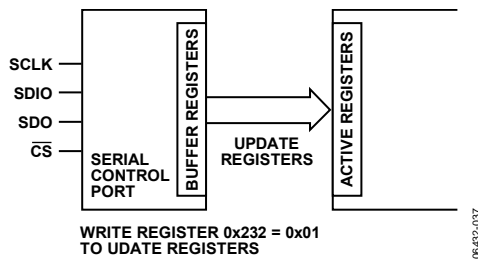 SCLK
SDIO
SDO
CS
SERIAL
CONTROL
PORT
BUFFER REGISTERS
UPDATE
REGISTERS
ACTIVE REGISTERS
WRITE REGISTER 0x232 = 0x01
TO UDATE REGISTERS
06432-037